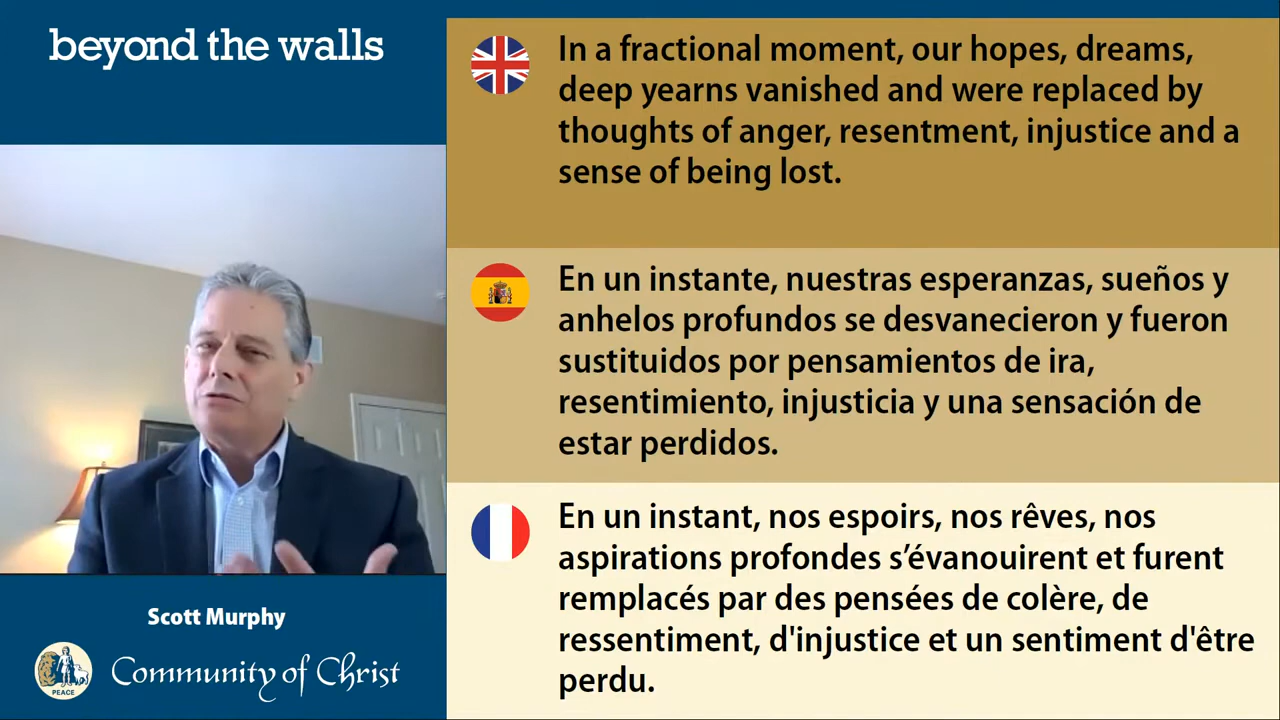 beyond the walls
In a fractional moment, our hopes, dreams,
deep yearns vanished and were replaced by
thoughts of anger, resentment, injustice and a
sense of being lost.
En un instante, nuestras esperanzas, sueños y
anhelos profundos se desvanecieron y fueron
sustituidos por pensamientos de ira,
resentimiento, injusticia y una sensación de
estar perdidos.
En un instant, nos espoirs, nos rêves, nos
aspirations profondes s’évanouirent et furent
remplacés par des pensées de colère, de
ressentiment, d'injustice et un sentiment d'être
perdu.
Scott Murphy
PEACE
Community of Christ